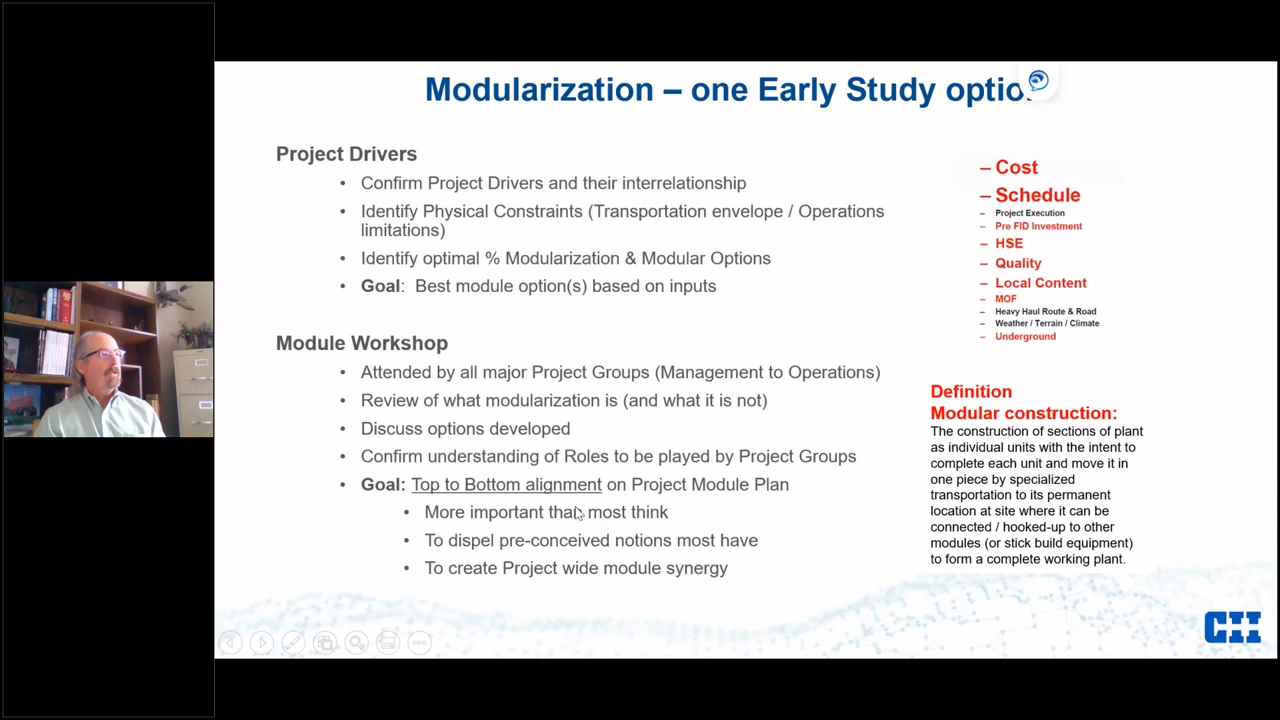 Modularization – one Early Study optio
Project Drivers
• Confirm Project Drivers and their interrelationship
• Identify Physical Constraints (Transportation envelope / Operations
limitations)
• Identify optimal % Modularization & Modular Options
• Goal: Best module option(s) based on inputs
Module Workshop
• Attended by all major Project Groups (Management to Operations)
• Review of what modularization is (and what it is not)
• Discuss options developed
• Confirm understanding of Roles to be played by Project Groups
• Goal: Top to Bottom alignment on Project Module Plan
• More important than most think
• To dispel pre-conceived notions most have
• To create Project wide module synergy
– Cost
– Schedule
– Project Execution
– Pre FID Investment
– HSE
– Quality
– Local Content
– MOF
– Heavy Haul Route & Road
– Weather / Terrain / Climate
– Underground
Definition
Modular construction:
The construction of sections of plant
as individual units with the intent to
complete each unit and move it in
one piece by specialized
transportation to its permanent
location at site where it can be
connected / hooked-up to other
modules (or stick build equipment)
to form a complete working plant.
CII